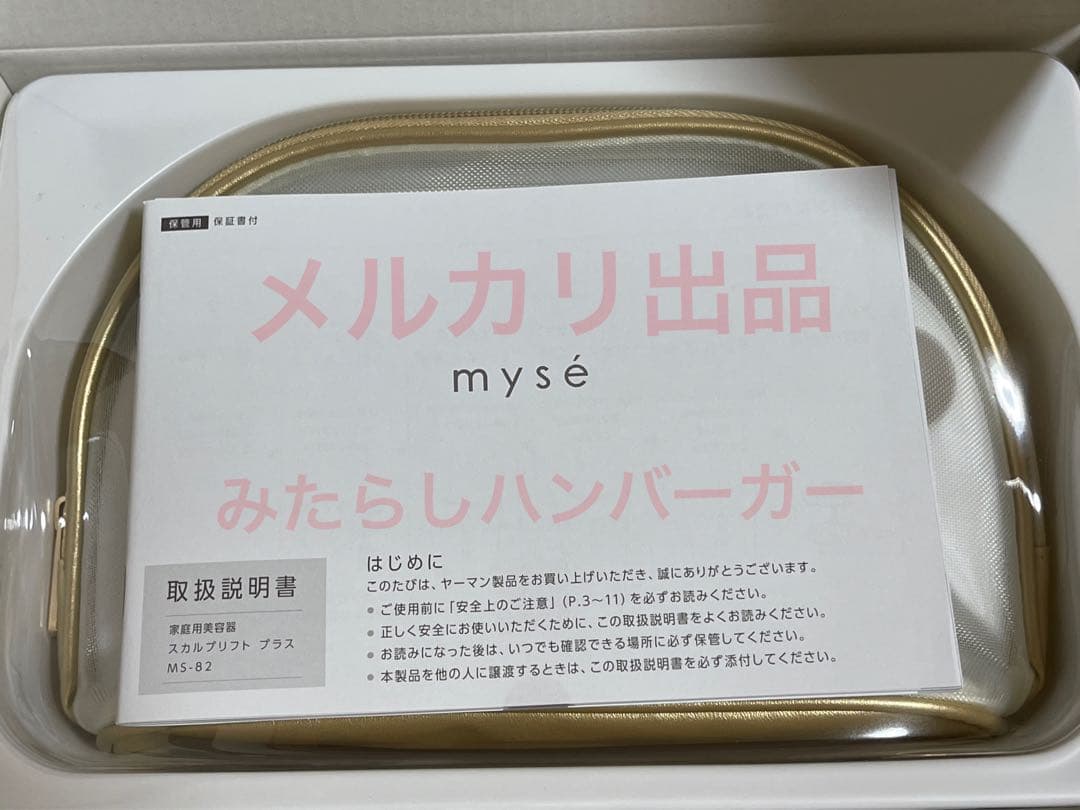 保管用 保証書付
メルカリ出品
mysé
みたらしハンバーガー
取扱説明書
家庭用美容器
スカルプリフト プラス
MS-82
はじめに
このたびは、ヤーマン製品をお買い上げいただき、誠にありがとうございます。
● ご使用前に「安全上のご注意」(P.3〜11)を必ずお読みください。
● 正しく安全にお使いいただくために、この取扱説明書をよくお読みください。
● お読みになった後は、いつでも確認できる場所に必ず保管してください。
● 本製品を他の人に譲渡するときは、この取扱説明書を必ず添付してください。